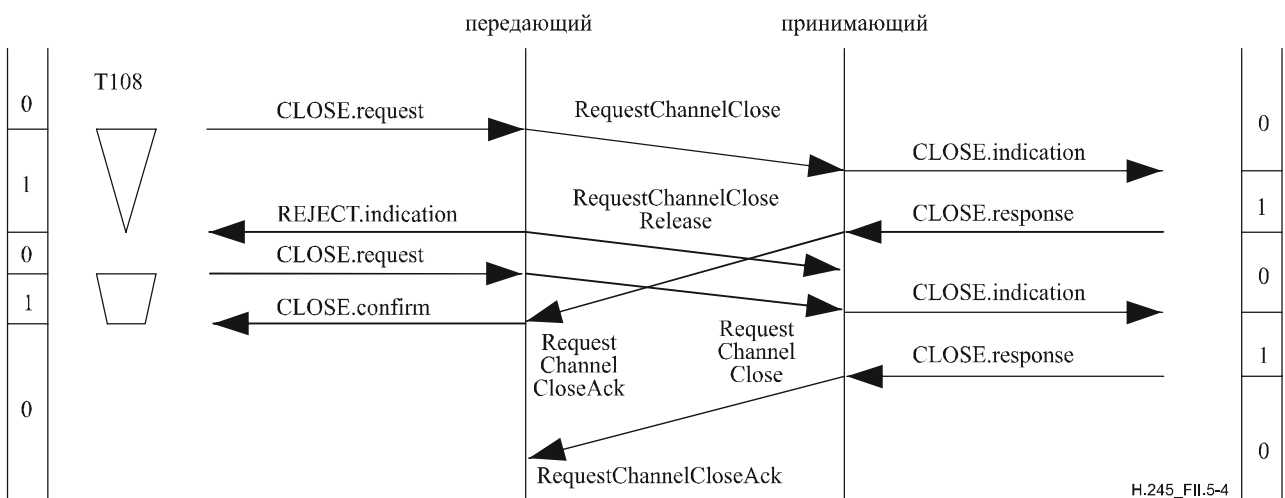 передающий принимающий
T108
0
CLOSE.request
RequestChannelClose
0
CLOSE.indication
1
REJECT.indication
RequestChannelClose
Release
CLOSE.response
1
0
CLOSE.request
0
1
CLOSE.confirm
CLOSE.indication
Request
Channel
CloseAck
Request
Channel
Close
CLOSE.response
1
0
RequestChannelCloseAck
0
H.245_FII.5-4